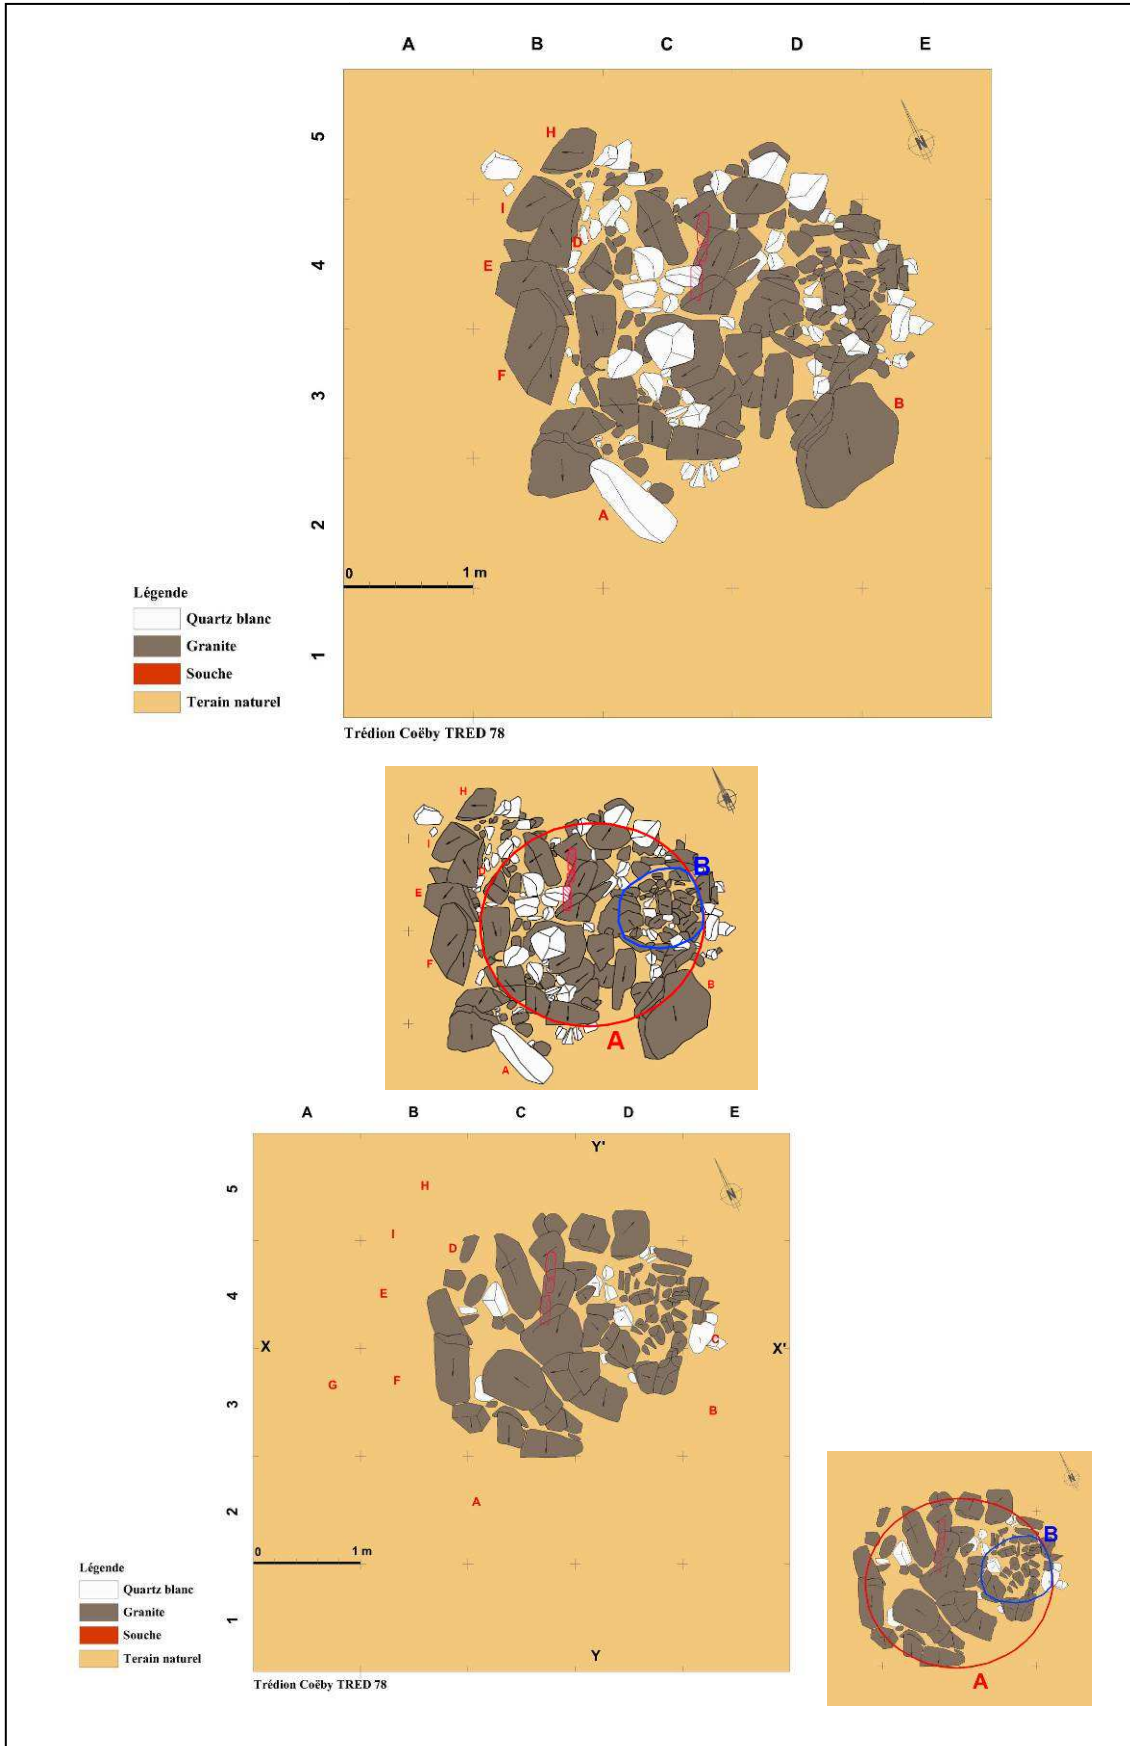 A B C D E
5
N
H
I
D
4
E
F
3
B
A
2
0 1 m
Légende
Quartz blanc
Granite
Souche
Terain naturel
1
Trédion Coëby TRED 78
H
I
D
B
E
F
B
A
A
A B C D E
Y'
5
H
N
I
D
E
4
C
X X'
G F
3
B
A
2
0 1 m
Légende
Quartz blanc
Granite
Souche
Terain naturel
1
Y
Trédion Coëby TRED 78
B
A